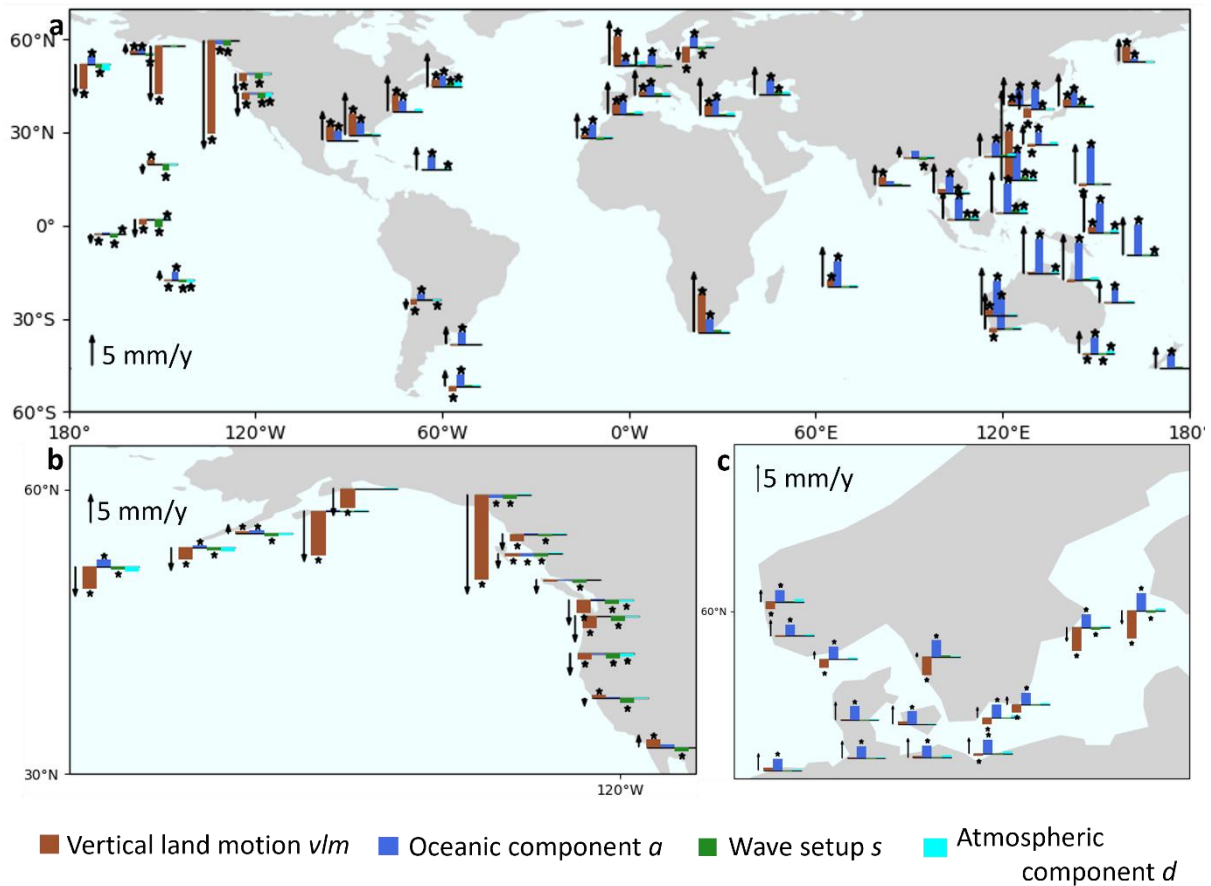 a
60°N
30°N
0°
30°S
60°S
5 mm/y
180°
120°W
60°W
0°W
60°E
120°E
180°
b
60°N
30°N
5 mm/y
120°W
c
5 mm/y
60°N
Vertical land motion vlm
Oceanic component a
Wave setup s
Atmospheric
component d